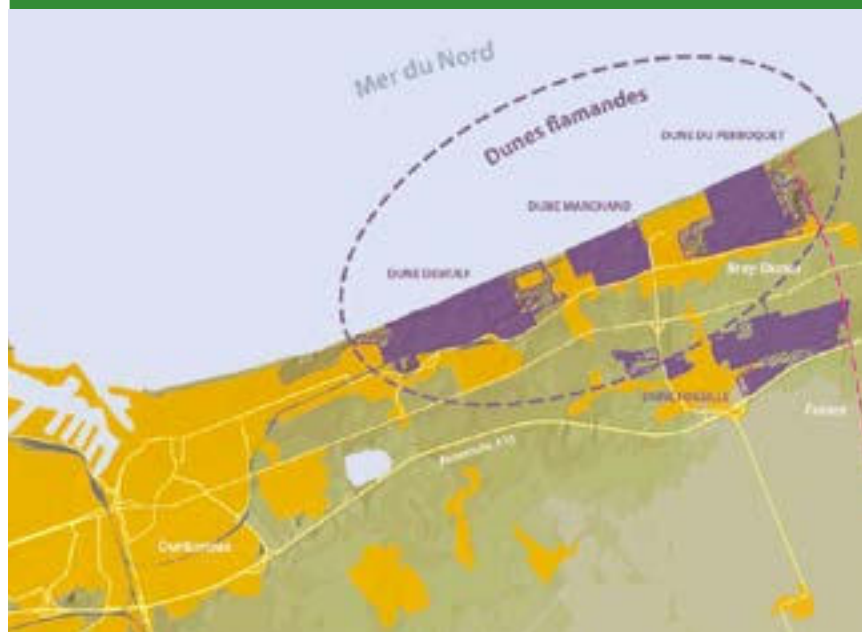 Mer du Nord
Dunes flamandes
DUNE DU PERROQUET
DUNE MARCHAND
DUNE DEWULF
Bray-Dunes
DUNE FOSSILE
Autoroute A16
Dunkerque